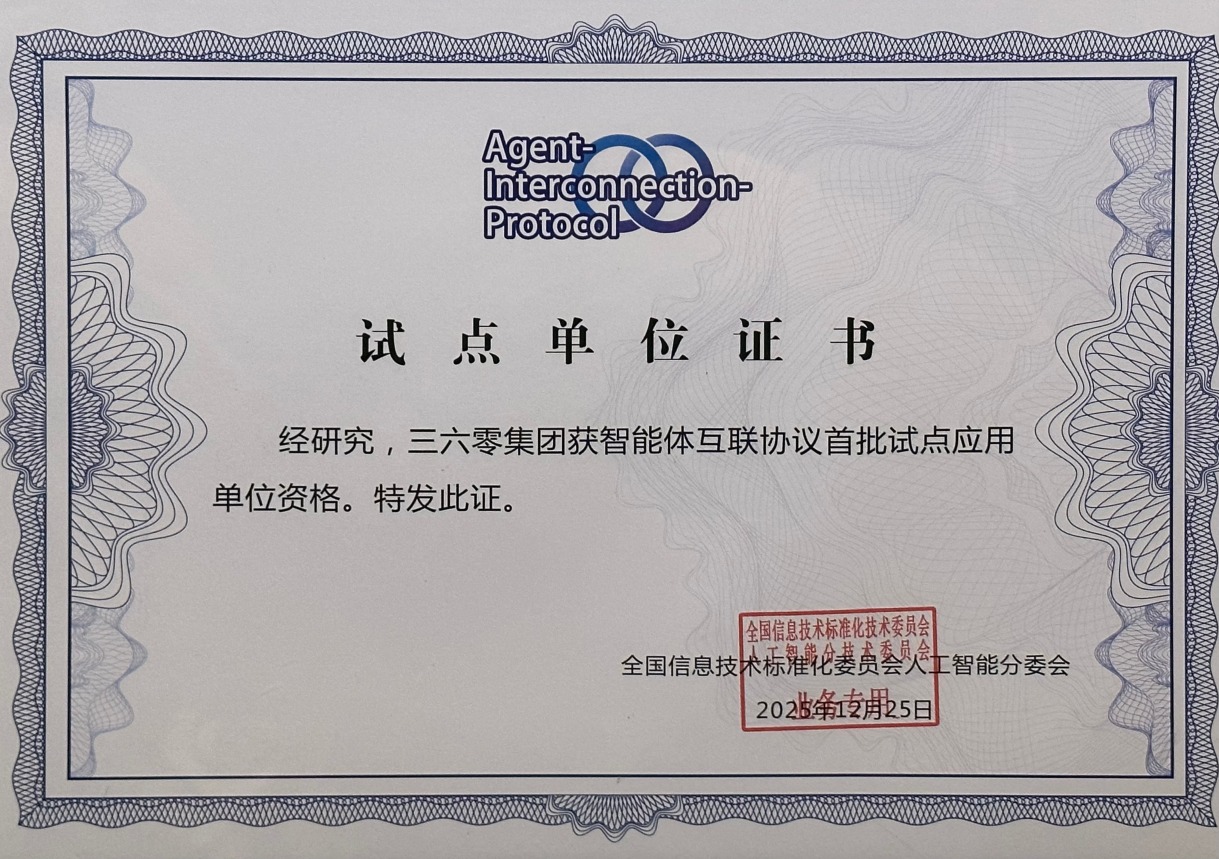 Agent-
Interconnection-
Protocol
试点单位证书
经研究，三六零集团获智能体互联协议首批试点应用
单位资格。特发此证。
全国信息技术标准化技术委员会
人工智能分技术委员会
全国信息技术标准化委员会人工智能分委会
业务专用
2025年12月25日